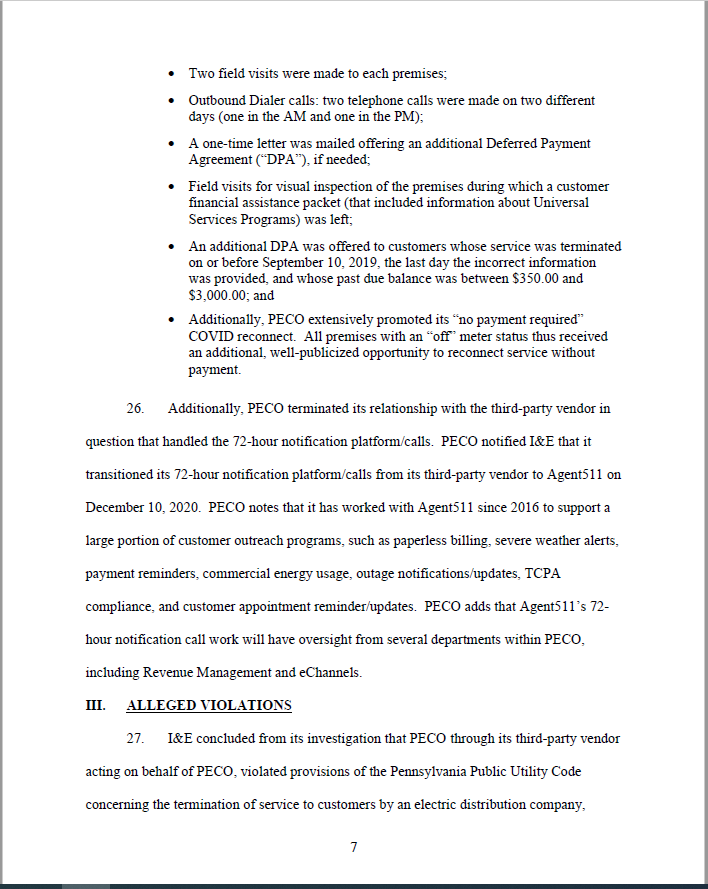 • Two field visits were made to each premises;
• Outbound Dialer calls: two telephone calls were made on two different
days (one in the AM and one in the PM);
• A one-time letter was mailed offering an additional Deferred Payment
Agreement (“DPA”), if needed;
• Field visits for visual inspection of the premises during which a customer
financial assistance packet (that included information about Universal
Services Programs) was left;
• An additional DPA was offered to customers whose service was terminated
on or before September 10, 2019, the last day the incorrect information
was provided, and whose past due balance was between $350.00 and
$3,000.00; and
• Additionally, PECO extensively promoted its “no payment required”
COVID reconnect.  All premises with an “off” meter status thus received
an additional, well-publicized opportunity to reconnect service without
payment.
26. Additionally, PECO terminated its relationship with the third-party vendor in
question that handled the 72-hour notification platform/calls.  PECO notified I&E that it
transitioned its 72-hour notification platform/calls from its third-party vendor to Agent511 on
December 10, 2020.  PECO notes that it has worked with Agent511 since 2016 to support a
large portion of customer outreach programs, such as paperless billing, severe weather alerts,
payment reminders, commercial energy usage, outage notifications/updates, TCPA
compliance, and customer appointment reminder/updates.  PECO adds that Agent511’s 72-
hour notification call work will have oversight from several departments within PECO,
including Revenue Management and eChannels.
III. ALLEGED VIOLATIONS
27. I&E concluded from its investigation that PECO through its third-party vendor
acting on behalf of PECO, violated provisions of the Pennsylvania Public Utility Code
concerning the termination of service to customers by an electric distribution company,
7